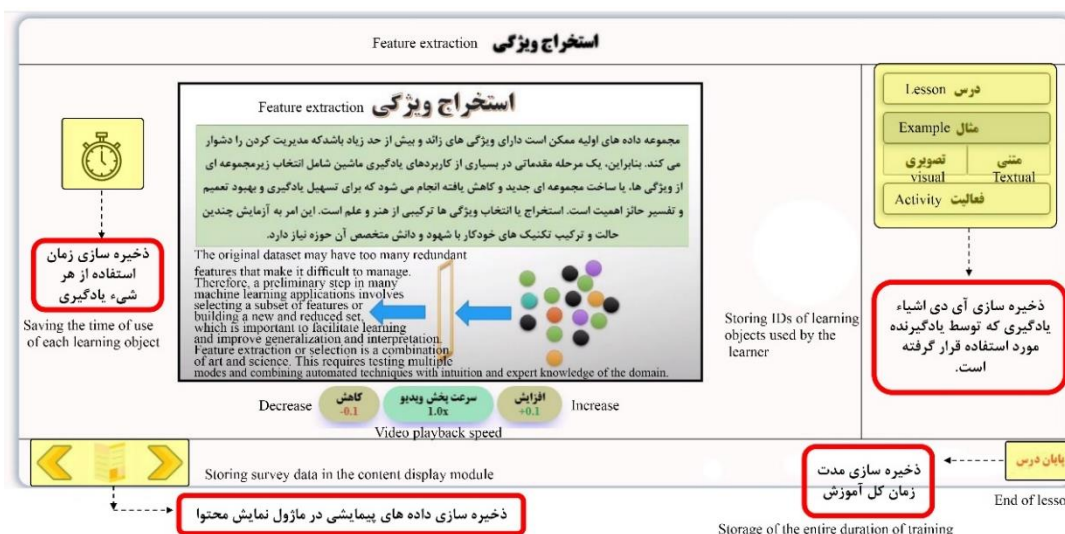 Feature extraction استخراج ویژگی
درس Lesson
مثال Example
متنی تصویری
Textual visual
فعالیت Activity
Feature extraction استخراج ویژگی
مجموعه داده های اولیه ممکن است دارای ویژگی های زائد و بیش از حد زیاد باشدکه مدیریت کردن را دشوار
می کند. بنابراین، یک مرحله مقدماتی در بسیاری از کاربردهای یادگیری ماشین شامل انتخاب زیرمجموعه ای
از ویژگی ها، یا ساخت مجموعه ای جدید و کاهش یافته انجام می شود که برای تسهیل یادگیری و بهبود تعمیم
و تفسیر حائز اهمیت است. استخراج یا انتخاب ویژگی ها ترکیبی از هنر و علم است. این امر به آزمایش چندین
حالت و ترکیب تکنیک های خودکار با شهود و دانش متخصص آن حوزه نیاز دارد.
The original dataset may have too many redundant
features that make it difficult to manage.
Therefore, a preliminary step in many
machine learning applications involves
selecting a subset of features or
building a new and reduced set,
which is important to facilitate learning
and improve generalization and interpretation.
Feature extraction or selection is a combination
of art and science. This requires testing multiple
modes and combining automated techniques with intuition and expert knowledge of the domain.
ذخیره سازی زمان
استفاده از هر
شیء یادگیری
Saving the time of use
of each learning object
Storing IDs of learning
objects used by the
learner
ذخیره سازی آی دی اشیاء
یادگیری که توسط یادگیرنده
مورد استفاده قرار گرفته
است.
Decrease
کاهش
-0.1
سرعت پخش ویدیو
1.0x
افزایش
+0.1
Increase
Video playback speed
Storing survey data in the content display module
ذخیره سازی داده های پیمایشی در ماژول نمایش محتوا
ذخیره سازی مدت
زمان کل آموزش
Storage of the entire duration of training
پایان درس
End of lesso